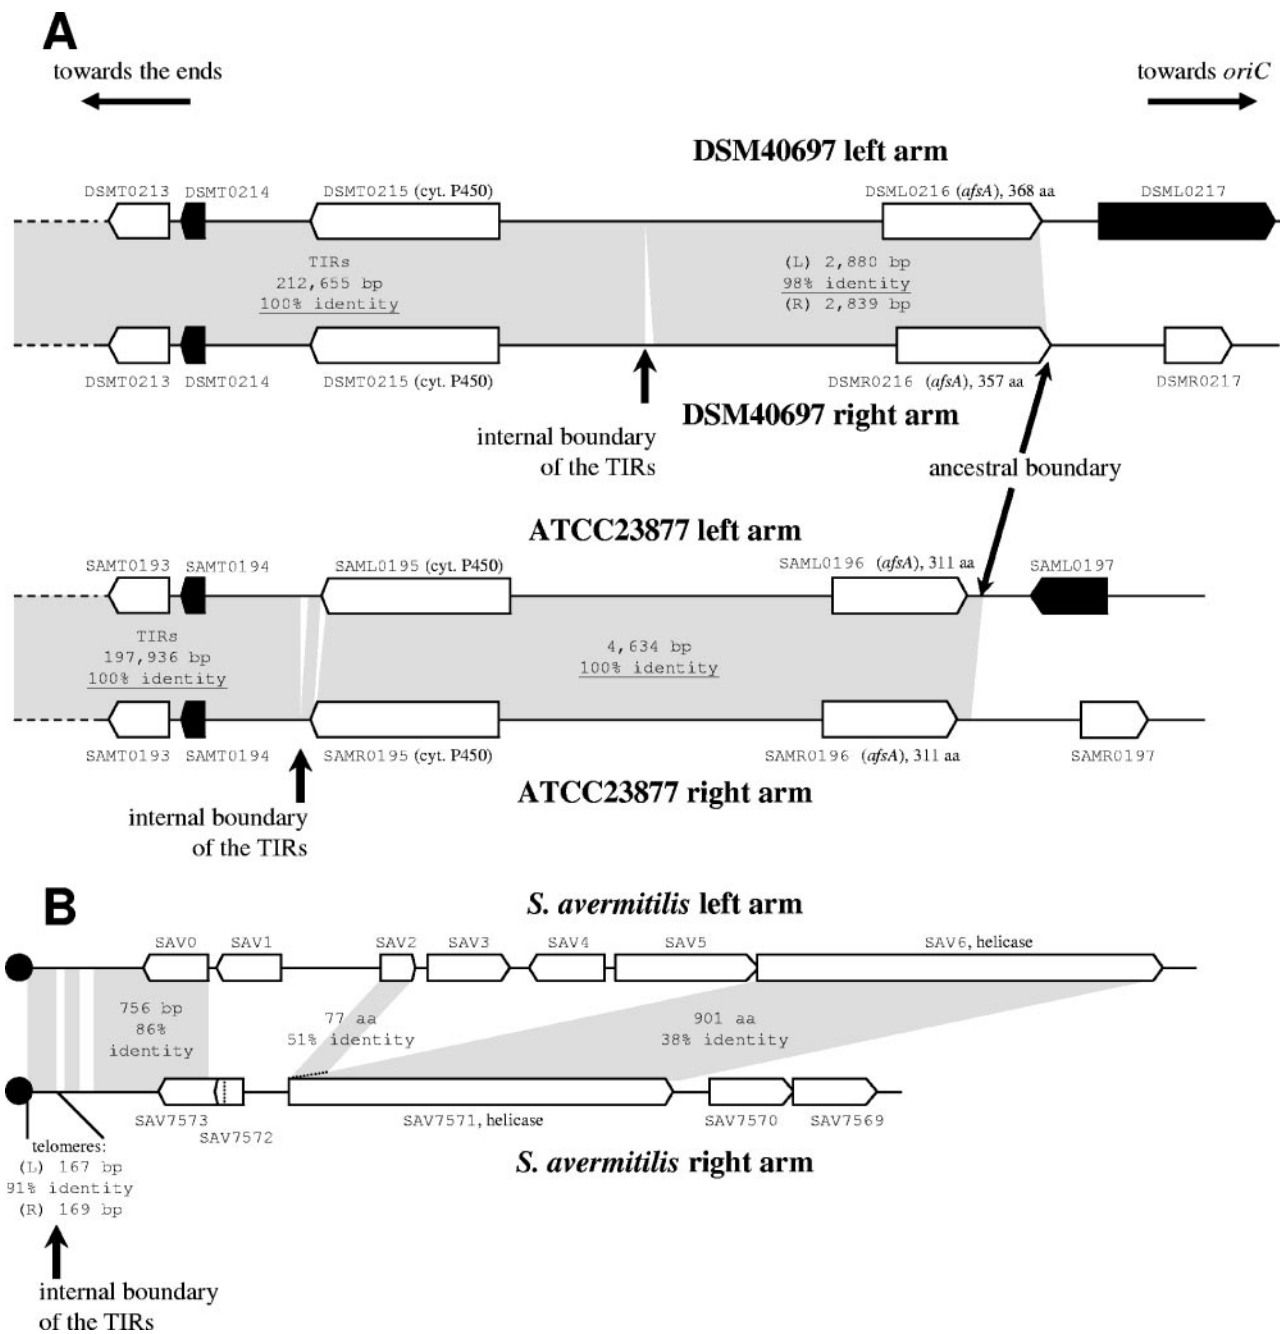 A
towards the ends
towards oriC
DSM40697 left arm
DSMT0213 DSMT0214 DSMT0215 (cyt. P450) DSML0216 (afsA), 368 aa DSML0217
TIRs
212,655 bp
100% identity
(L) 2,880 bp
98% identity
(R) 2,839 bp
DSMT0213 DSMT0214 DSMT0215 (cyt. P450) DSMR0216 (afsA), 357 aa DSMR0217
DSM40697 right arm
internal boundary
of the TIRs
ancestral boundary
ATCC23877 left arm
SAMT0193 SAMT0194 SAML0195 (cyt. P450) SAML0196 (afsA), 311 aa SAML0197
TIRs
197,936 bp
100% identity
4,634 bp
100% identity
SAMT0193 SAMT0194 SAMR0195 (cyt. P450) SAMR0196 (afsA), 311 aa SAMR0197
ATCC23877 right arm
internal boundary
of the TIRs
B
S. avermitilis left arm
SAV0 SAV1 SAV2 SAV3 SAV4 SAV5 SAV6, helicase
756 bp
86%
identity
77 aa
51% identity
901 aa
38% identity
SAV7573 SAV7572 SAV7571, helicase SAV7570 SAV7569
S. avermitilis right arm
telomeres:
(L) 167 bp
91% identity
(R) 169 bp
internal boundary
of the TIRs